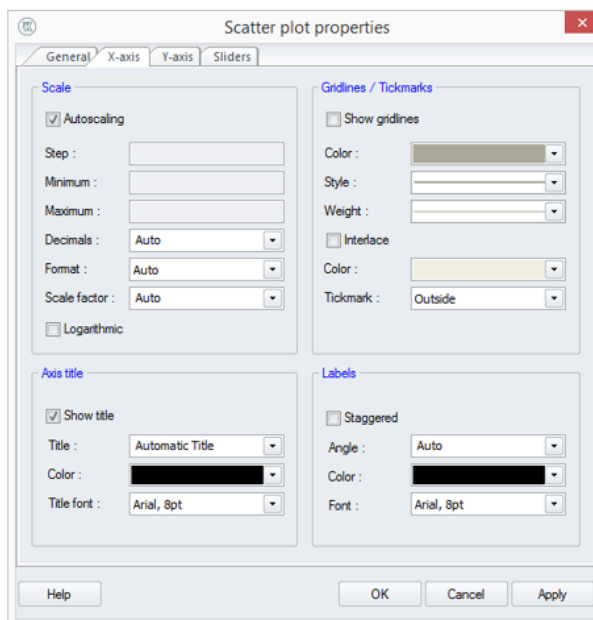 Scatter plot properties
General
X-axis
Y-axis
Sliders
Scale
Autoscaling
Step :
Minimum :
Maximum :
Decimals : Auto
Format : Auto
Scale factor : Auto
Logarithmic
Gridlines / Tickmarks
Show gridlines
Color :
Style :
Weight :
Interlace
Color :
Tickmark : Outside
Axis title
Show title
Title : Automatic Title
Color :
Title font : Arial, 8pt
Labels
Staggered
Angle : Auto
Color :
Font : Arial, 8pt
Help
OK
Cancel
Apply